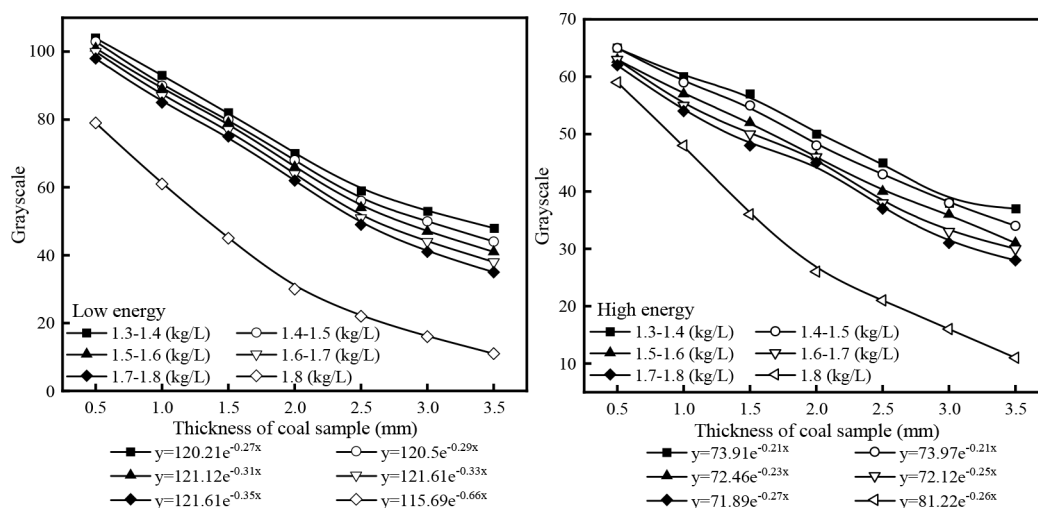 Grayscale
100
80
60
40
20
0
Low energy
1.3-1.4 (kg/L) 1.4-1.5 (kg/L)
1.5-1.6 (kg/L) 1.6-1.7 (kg/L)
1.7-1.8 (kg/L) 1.8 (kg/L)
0.5 1.0 1.5 2.0 2.5 3.0 3.5
Thickness of coal sample (mm)
y=120.21e^-0.27x y=120.5e^-0.29x
y=121.12e^-0.31x y=121.61e^-0.33x
y=121.61e^-0.35x y=115.69e^-0.66x
Grayscale
70
60
50
40
30
20
10
High energy
1.3-1.4 (kg/L) 1.4-1.5 (kg/L)
1.5-1.6 (kg/L) 1.6-1.7 (kg/L)
1.7-1.8 (kg/L) 1.8 (kg/L)
0.5 1.0 1.5 2.0 2.5 3.0 3.5
Thickness of coal sample (mm)
y=73.91e^-0.21x y=73.97e^-0.21x
y=72.46e^-0.23x y=72.12e^-0.25x
y=71.89e^-0.27x y=81.22e^-0.26x